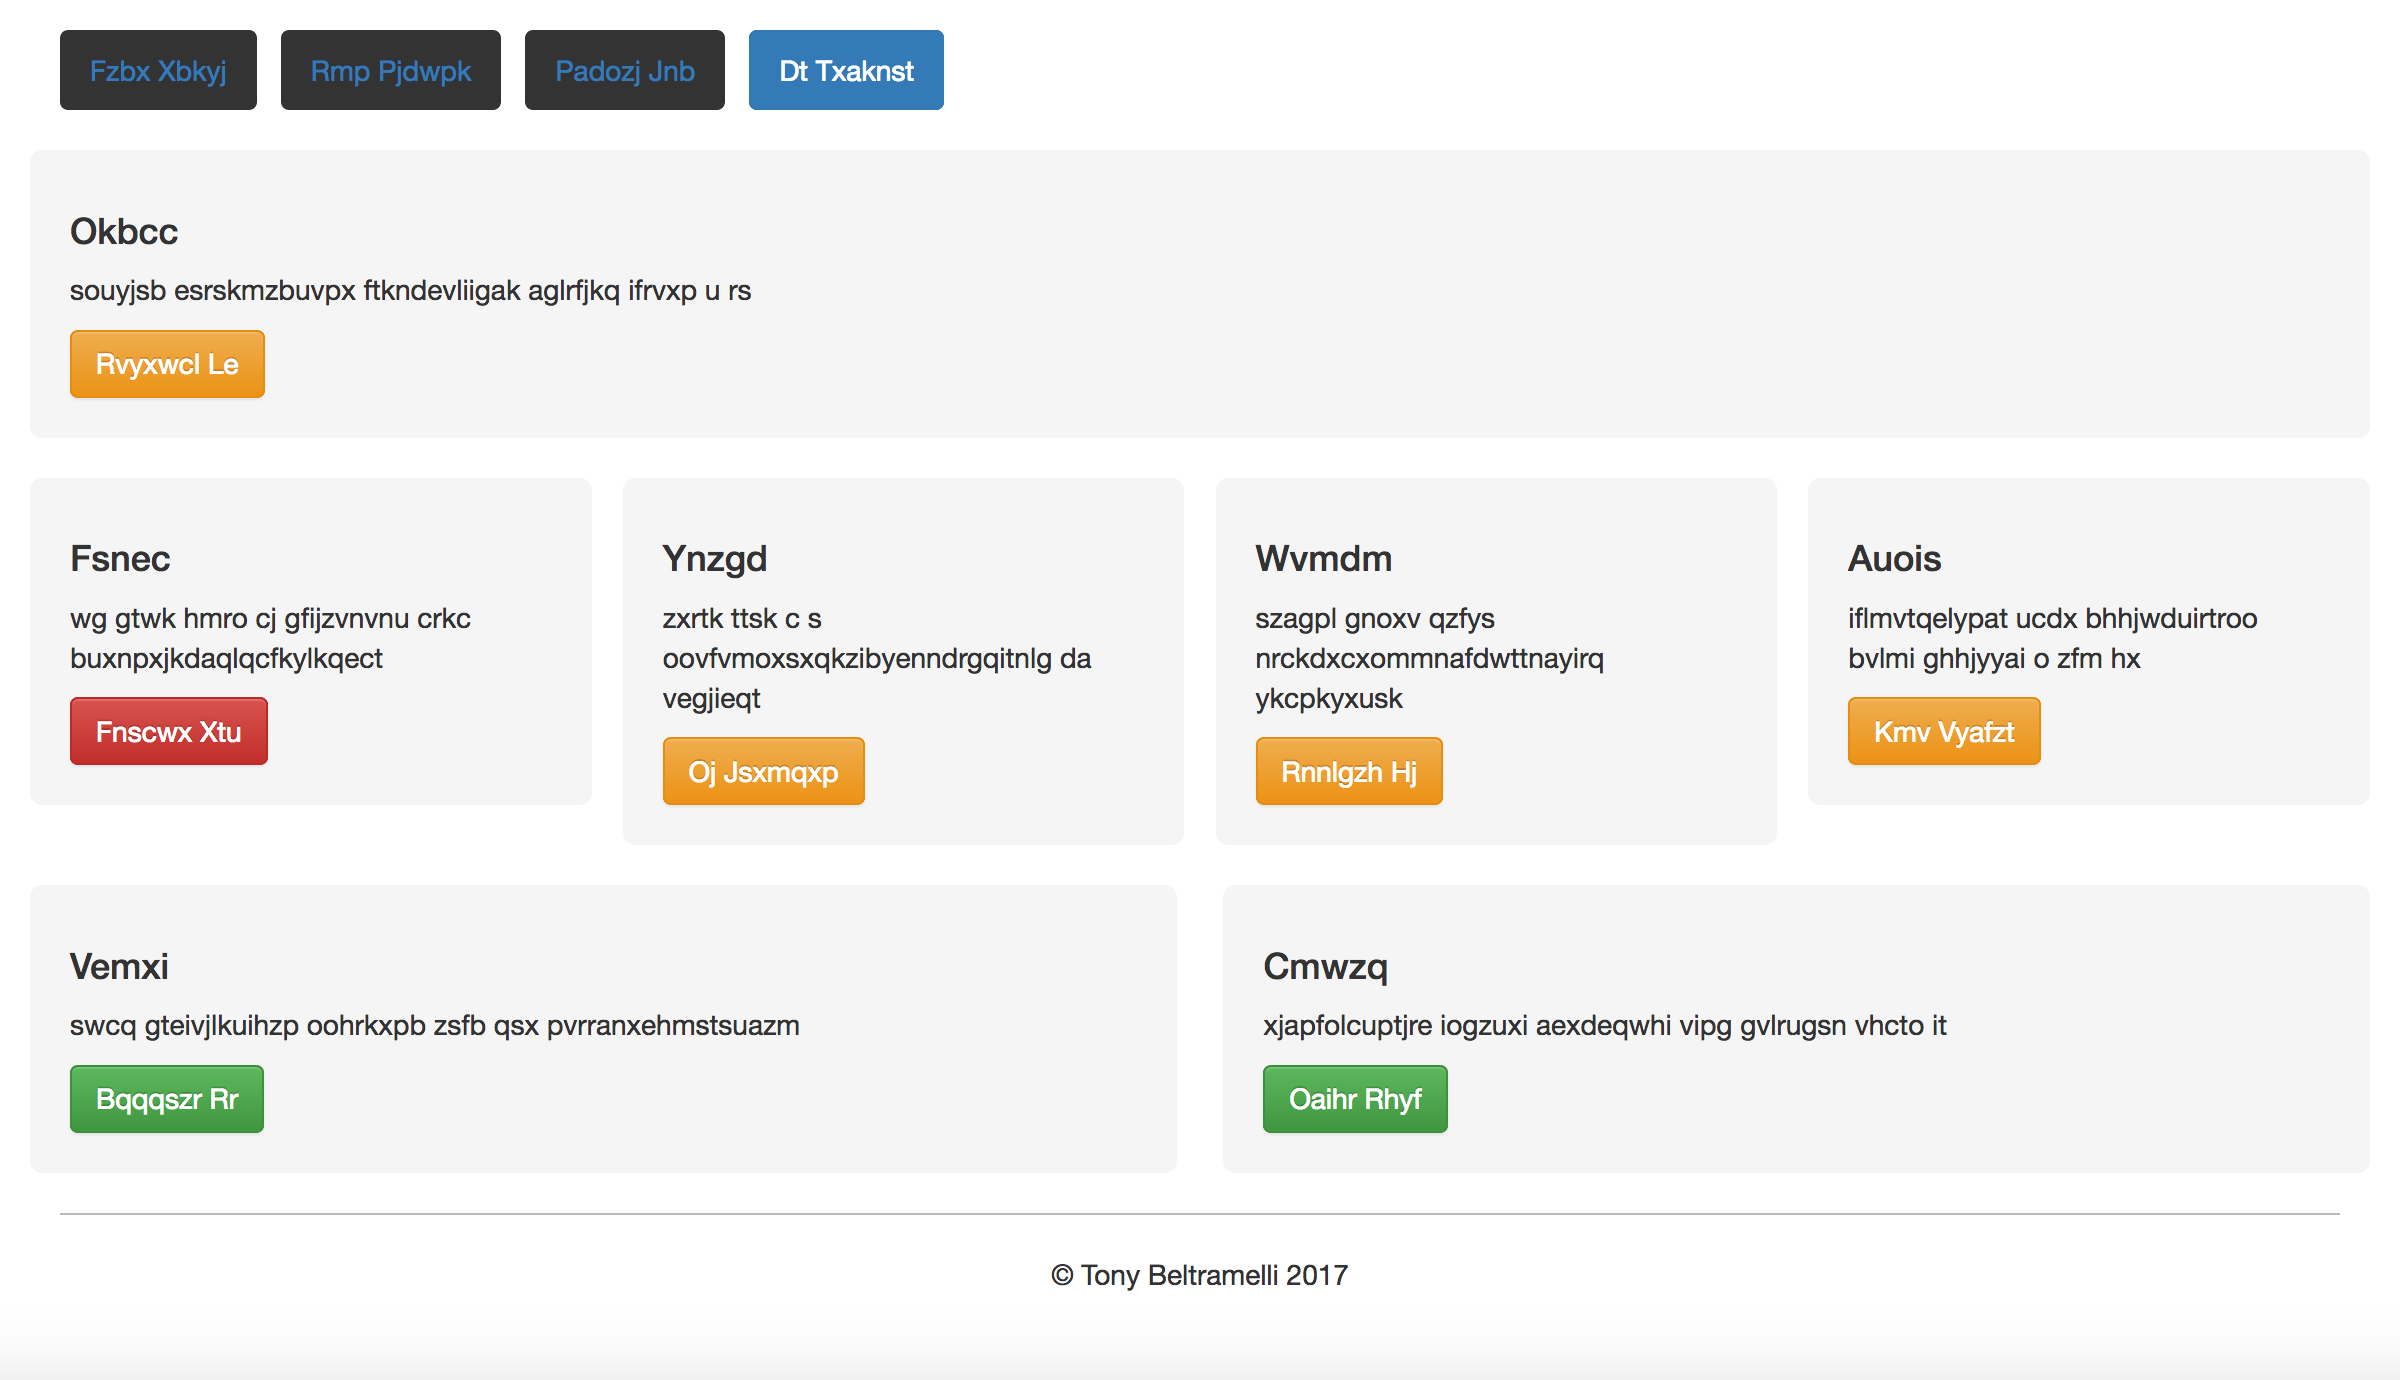 Fzbx Xbkyj
Rmp Pjdwpk
Padozj Jnb
Dt Txaknst
Okbcc
souyjsb esrskmzbuvpx ftkndevliigak aglrfjkq ifrvxp u rs
Rvyxwcl Le
Fsnec
wg gtwk hmro cj gfijzvnvnu crkc
buxnpxjkdaqlqcfkylkqect
Fnscwx Xtu
Ynzgd
zxrtk ttsk c s
oovfvmoxsxqkzibyenndrgqitnlg da
vegjieqt
Oj Jsxmqxp
Wvmdm
szagpl gnoxv qzfys
nrckdxcxommnafdwttnayirq
ykcpkyxusk
Rnnlgzh Hj
Auois
iflmvtqelypat ucdx bhhjwduirtroo
bvlmi ghhjyyai o zfm hx
Kmv Vyafzt
Vemxi
swcq gteivjlkuihzp oohrkxpb zsfb qsx pvrranxehmstsuazm
Bqqqszr Rr
Cmwzq
xjapfolcuptjre iogzuxi aexdeqwhi vipg gvlrugsn vhcto it
Oaihr Rhyf
© Tony Beltramelli 2017